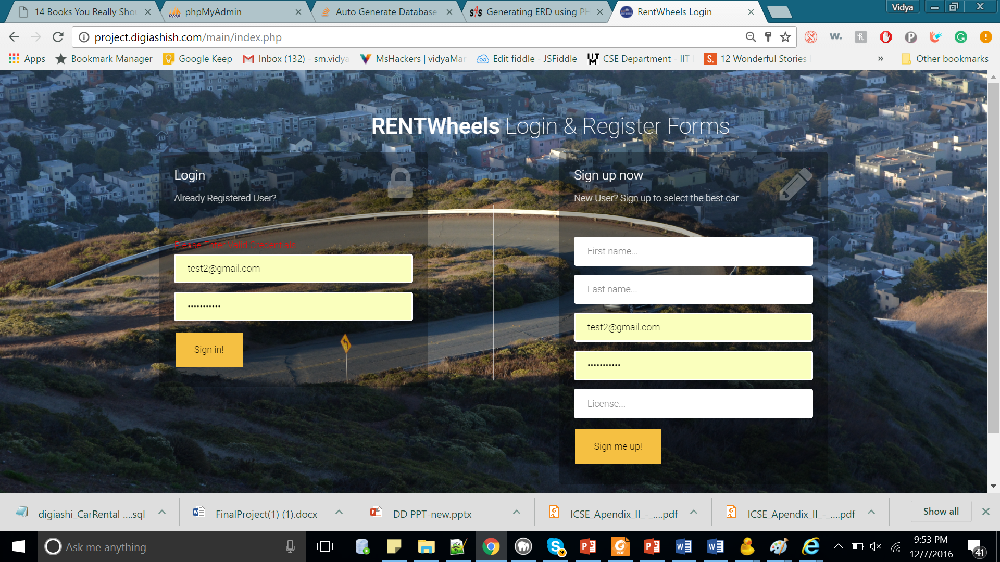 14 Books You Really Shou
phpMyAdmin
Auto Generate Database
Generating ERD using PH
RentWheels Login
Vidya
project.digiashish.com/main/index.php
Apps
Bookmark Manager
Google Keep
Inbox (132) - sm.vidya
MsHackers | vidyaMar
Edit fiddle - JSFiddle
CSE Department - IIT
12 Wonderful Stories
»
Other bookmarks
RENTWheels Login & Register Forms
Login
Already Registered User?
Please Enter Valid Credentials
test2@gmail.com
•••••••••••
Sign in!
Sign up now
New User? Sign up to select the best car
First name...
Last name...
test2@gmail.com
•••••••••••
License...
Sign me up!
digiashi_CarRental ....sql
FinalProject(1) (1).docx
DD PPT-new.pptx
ICSE_Apendix_II_-_....pdf
ICSE_Apendix_II_-_....pdf
Show all
Ask me anything
9:53 PM
12/7/2016
41